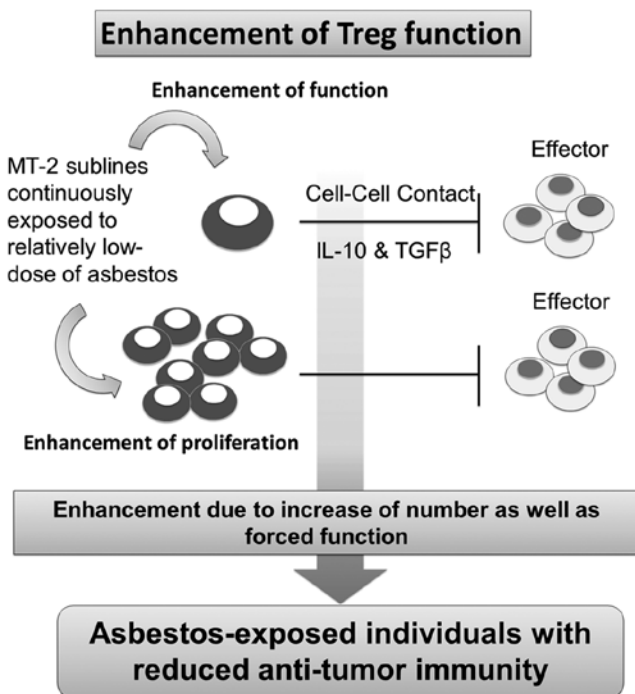 Enhancement of Treg function
Enhancement of function
MT-2 sublines
continuously
exposed to
relatively low-
dose of asbestos
Cell-Cell Contact
IL-10 & TGFβ
Effector
Effector
Enhancement of proliferation
Enhancement due to increase of number as well as
forced function
Asbestos-exposed individuals with
reduced anti-tumor immunity